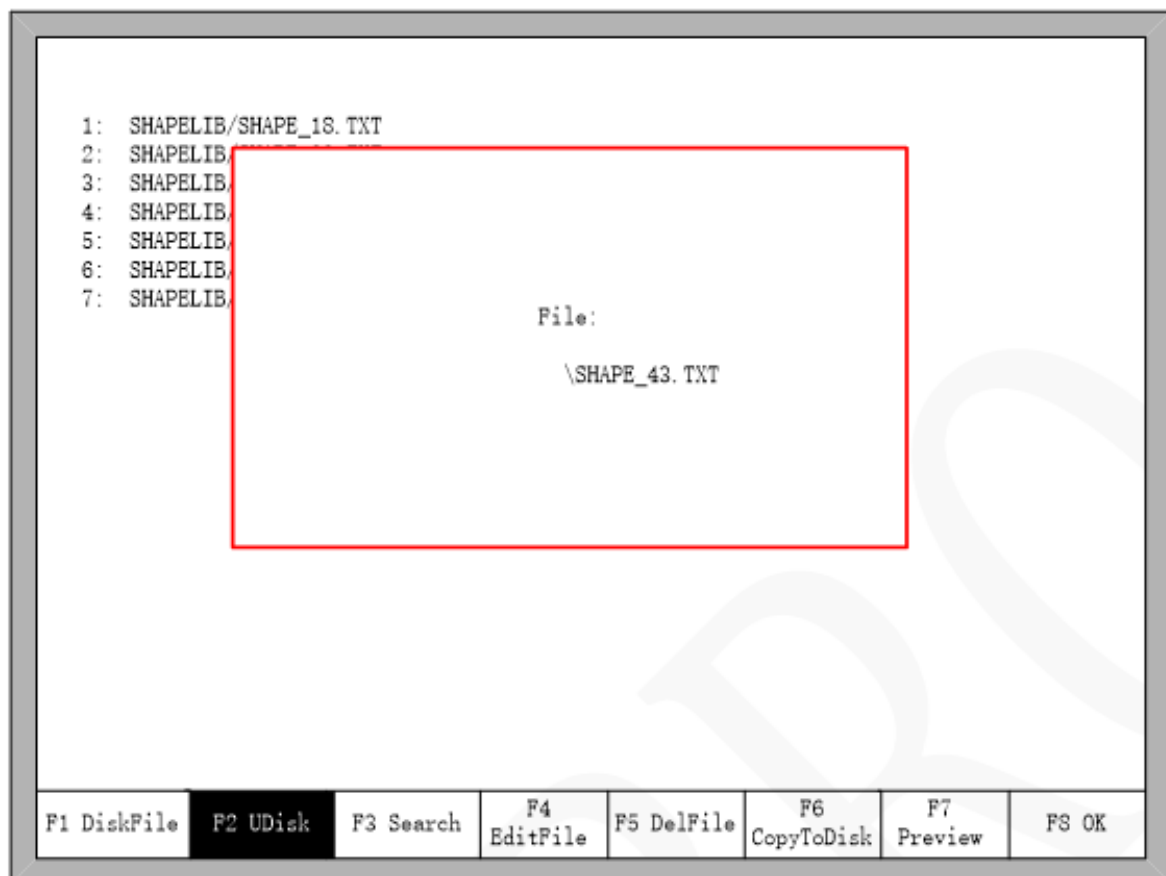 1: SHAPELIB/SHAPE_18.TXT
2: SHAPELIB/
3: SHAPELIB/
4: SHAPELIB/
5: SHAPELIB/
6: SHAPELIB/
7: SHAPELIB/
File:
\SHAPE_43.TXT
F1 DiskFile
F2 UDisk
F3 Search
F4
EditFile
F5 DelFile
F6
CopyToDisk
F7
Preview
F8 OK